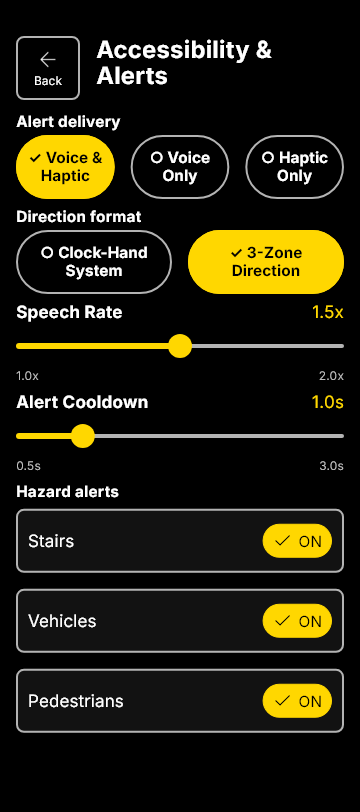 Accessibility &
Alerts
Back
Alert delivery
Voice &
Haptic
Voice
Only
Haptic
Only
Direction format
Clock-Hand
System
3-Zone
Direction
Speech Rate 1.5x
1.0x 2.0x
Alert Cooldown 1.0s
0.5s 3.0s
Hazard alerts
Stairs ON
Vehicles ON
Pedestrians ON